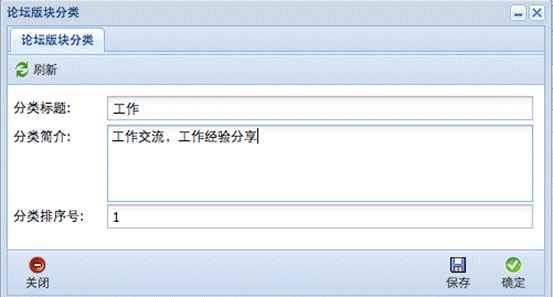 论坛版块分类
论坛版块分类
刷新
分类标题: 工作
分类简介: 工作交流，工作经验分享
分类排序号: 1
关闭 保存 确定